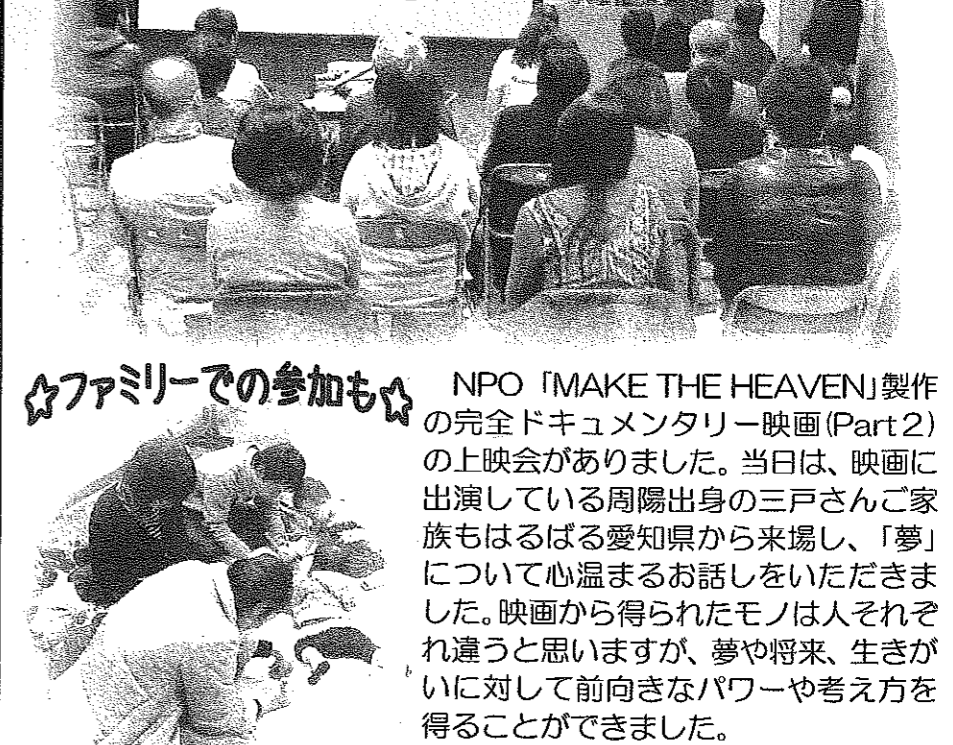 ☆ファミリーでの参加も☆
NPO「MAKE THE HEAVEN」製作
の完全ドキュメンタリー映画(Part2)
の上映会がありました。当日は、映画に
出演している周陽出身の三戸さんご家
族もはるばる愛知県から来場し、「夢」
について心温まるお話しをいただきま
した。映画から得られたモノは人それぞ
れ違うと思いますが、夢や将来、生きが
いに対して前向きなパワーや考え方を
得ることができました。